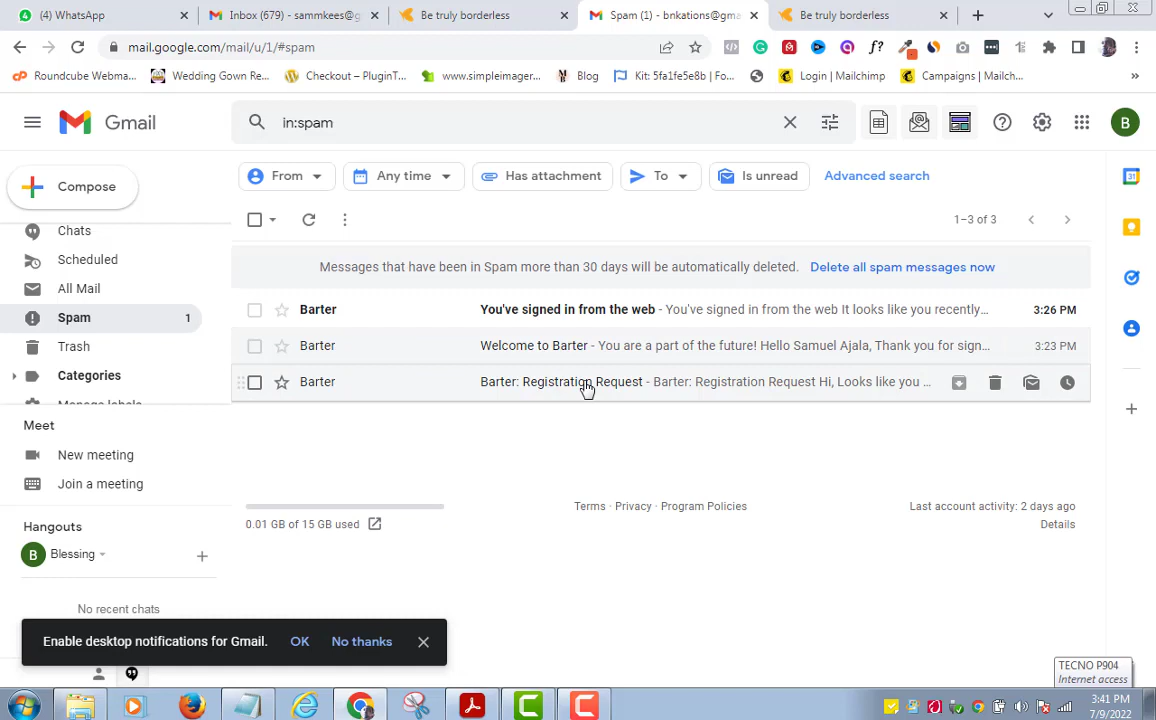 4 WhatsApp
Inbox (679) - sammkees@g
Be truly borderless
Spam (1) - bnkations@gma
Be truly borderless
mail.google.com/mail/u/1/#spam
Roundcube Webma...
Wedding Gown Re...
Checkout – PluginT...
www.simpleimager...
Blog
Kit: 5fa1fe5e8b | Fo...
Login | Mailchimp
Campaigns | Mailch...
»
Gmail
in:spam
B
Compose
From
Any time
Has attachment
To
Is unread
Advanced search
31
Chats
Scheduled
All Mail
Spam 1
Trash
Categories
Manage labels
1–3 of 3
Messages that have been in Spam more than 30 days will be automatically deleted. Delete all spam messages now
Barter You've signed in from the web - You've signed in from the web It looks like you recently... 3:26 PM
Barter Welcome to Barter - You are a part of the future! Hello Samuel Ajala, Thank you for sign... 3:23 PM
Barter Barter: Registration Request - Barter: Registration Request Hi, Looks like you ...
Meet
New meeting
Join a meeting
Hangouts
B Blessing
No recent chats
0.01 GB of 15 GB used
Terms · Privacy · Program Policies
Last account activity: 2 days ago
Details
Enable desktop notifications for Gmail. OK No thanks
TECNO P904
Internet access
3:41 PM
7/9/2022